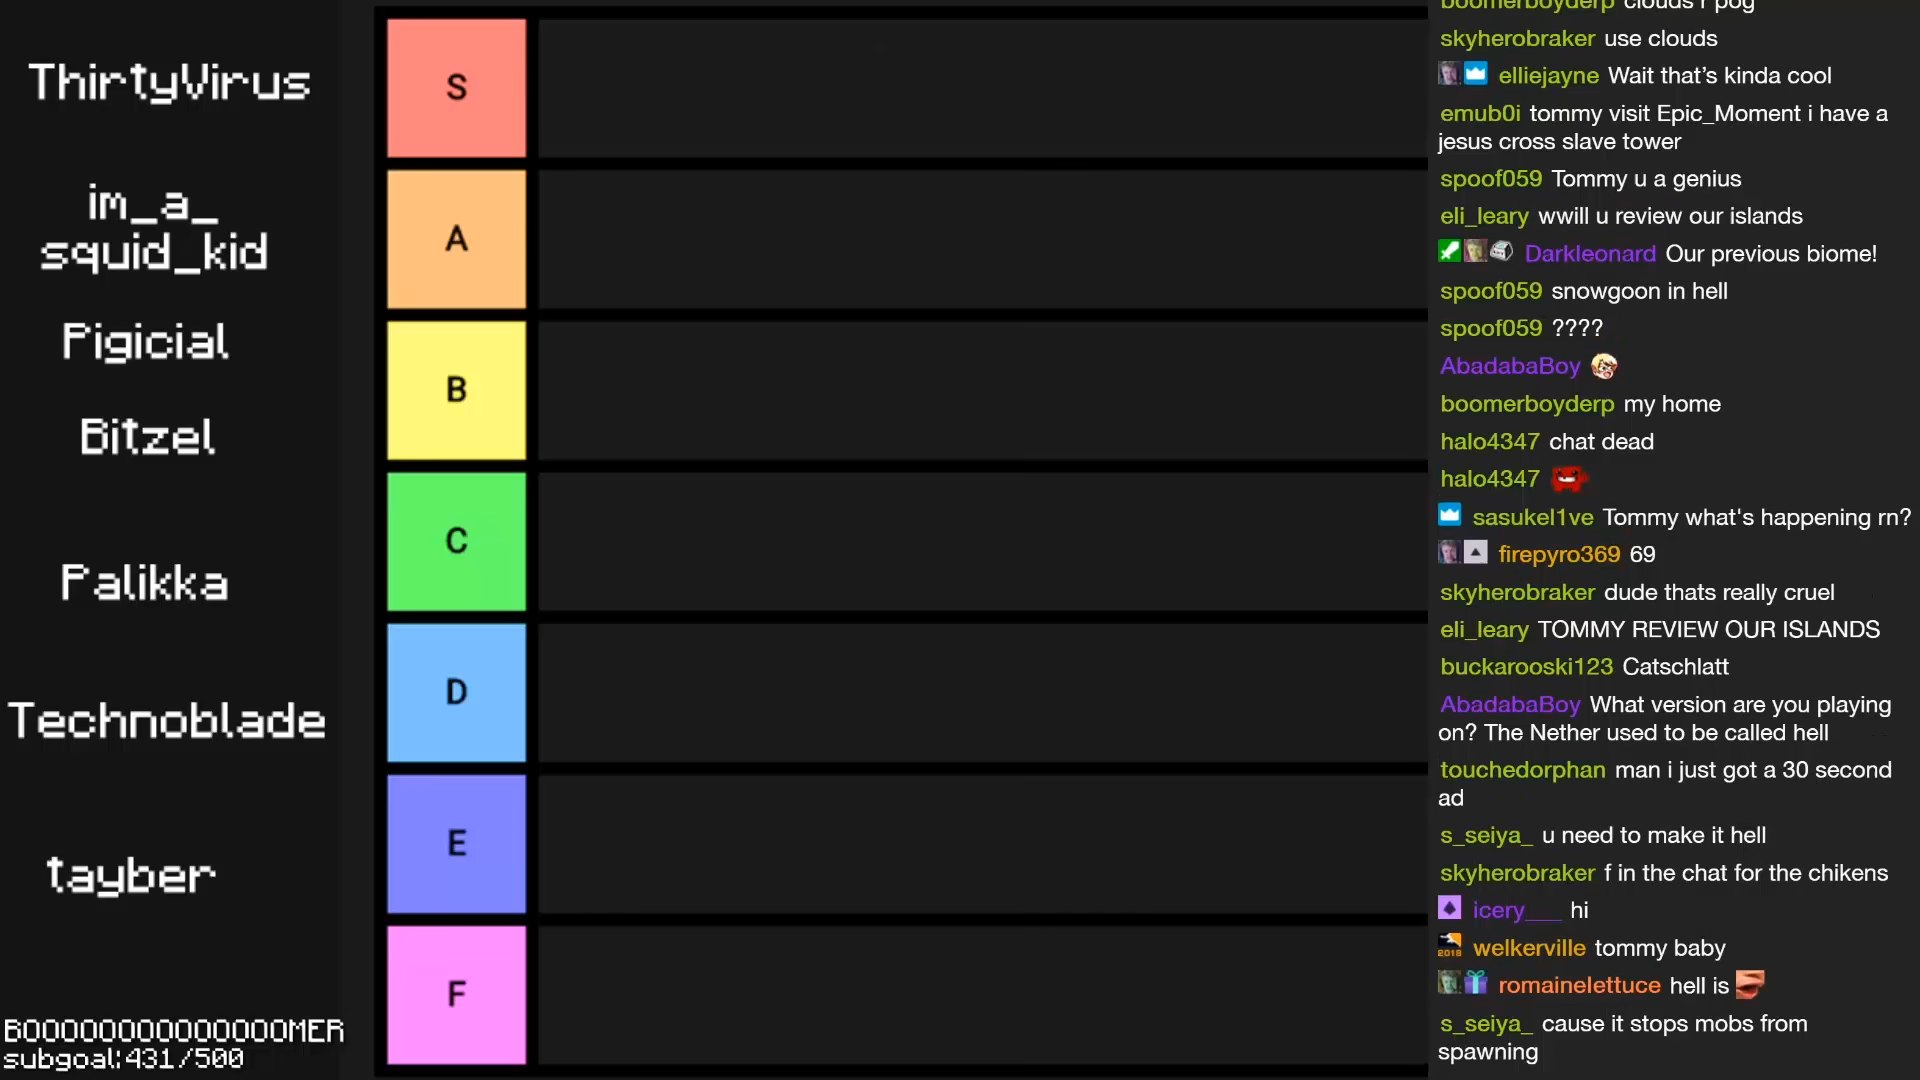 ThirtyVirus
im_a_
squid_kid
Pigicial
Bitzel
Palikka
Technoblade
tayber
BOOOOOOOOOOOOOOOMER
subgoal:431/500
S
A
B
C
D
E
F
boomerboyderp clouds r pog
skyherobraker use clouds
elliejayne Wait that's kinda cool
emub0i tommy visit Epic_Moment i have a
jesus cross slave tower
spoof059 Tommy u a genius
eli_leary wwill u review our islands
Darkleonard Our previous biome!
spoof059 snowgoon in hell
spoof059 ????
AbadabaBoy
boomerboyderp my home
halo4347 chat dead
halo4347
sasukel1ve Tommy what's happening rn?
firepyro369 69
skyherobraker dude thats really cruel
eli_leary TOMMY REVIEW OUR ISLANDS
buckarooski123 Catschlatt
AbadabaBoy What version are you playing
on? The Nether used to be called hell
touchedorphan man i just got a 30 second
ad
s_seiya_ u need to make it hell
skyherobraker f in the chat for the chikens
icery___ hi
2018 welkerville tommy baby
romainelettuce hell is
s_seiya_ cause it stops mobs from
spawning